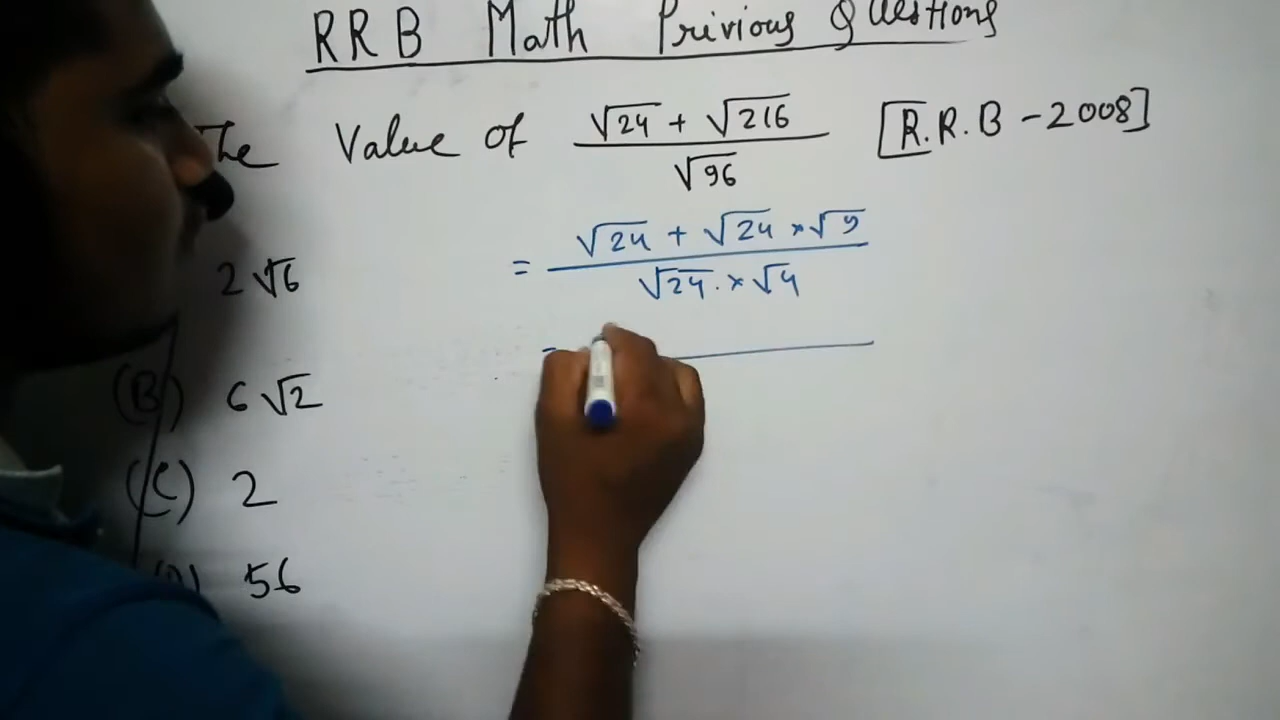 RRB Math Privious Questions
The Value of (√24 + √216) / √96 [R.R.B - 2008]
= (√24 + √24 × √9) / (√24 × √4)
2√6
=
(B) 6√2
(C) 2
(D) 56